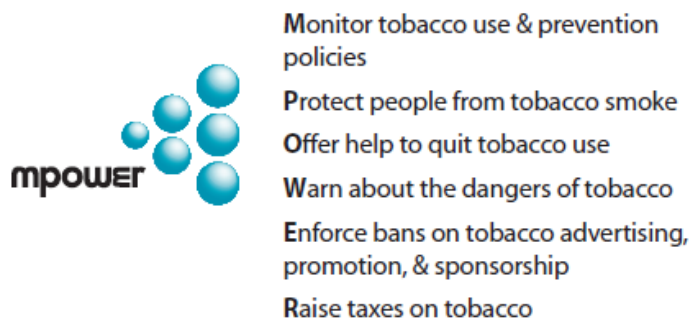 mpower
Monitor tobacco use & prevention
policies
Protect people from tobacco smoke
Offer help to quit tobacco use
Warn about the dangers of tobacco
Enforce bans on tobacco advertising,
promotion, & sponsorship
Raise taxes on tobacco